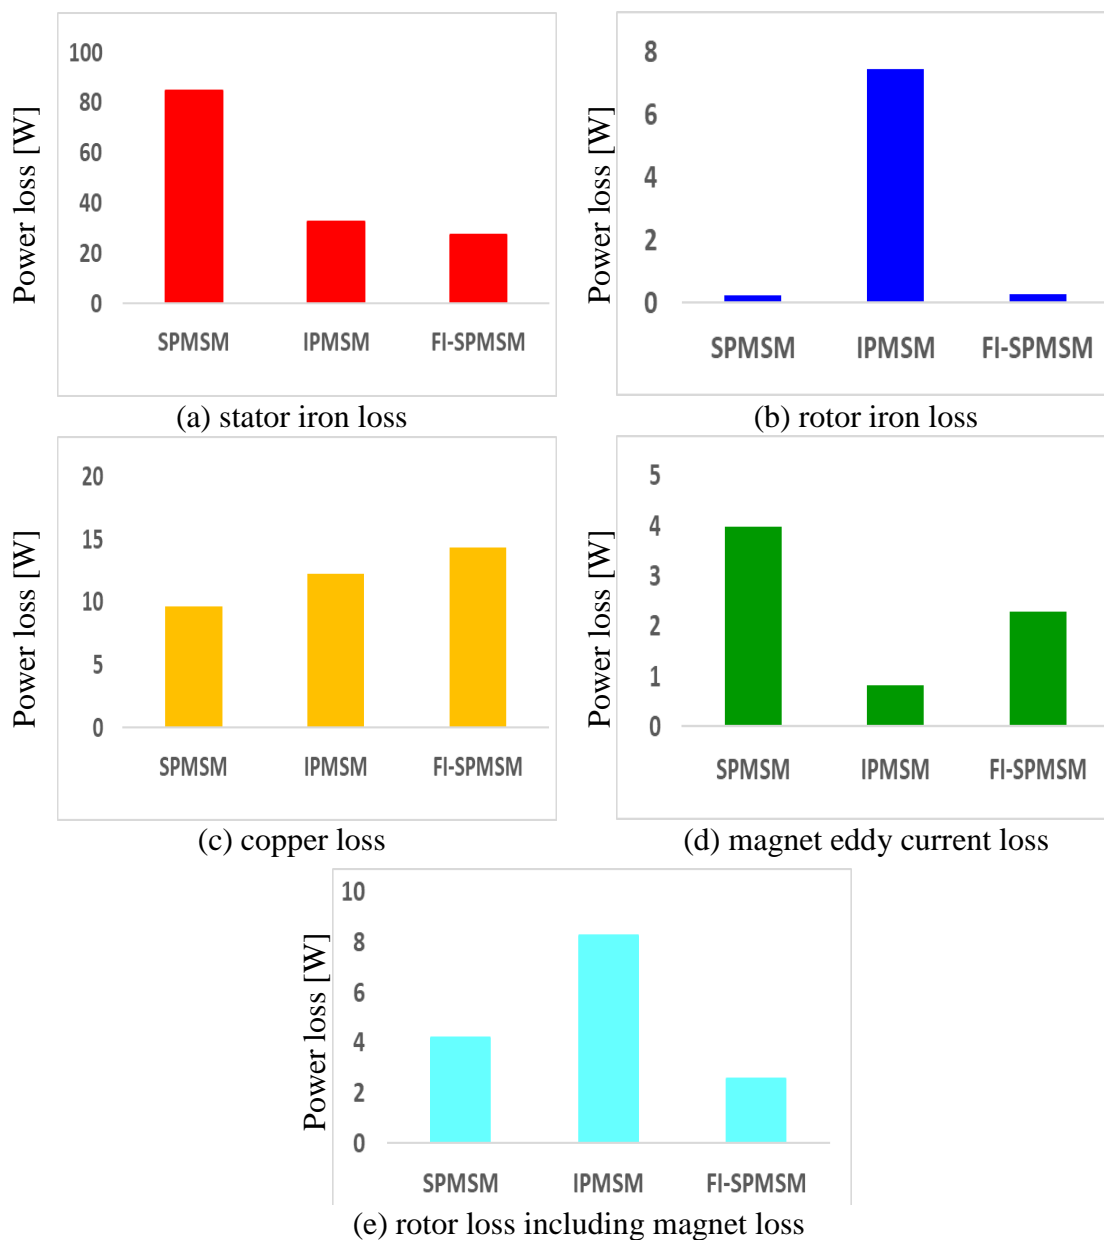 Power loss [W]
100
80
60
40
20
0
SPMSM IPMSM FI-SPMSM
(a) stator iron loss
Power loss [W]
8
6
4
2
0
SPMSM IPMSM FI-SPMSM
(b) rotor iron loss
Power loss [W]
20
15
10
5
0
SPMSM IPMSM FI-SPMSM
(c) copper loss
Power loss [W]
5
4
3
2
1
0
SPMSM IPMSM FI-SPMSM
(d) magnet eddy current loss
Power loss [W]
10
8
6
4
2
0
SPMSM IPMSM FI-SPMSM
(e) rotor loss including magnet loss